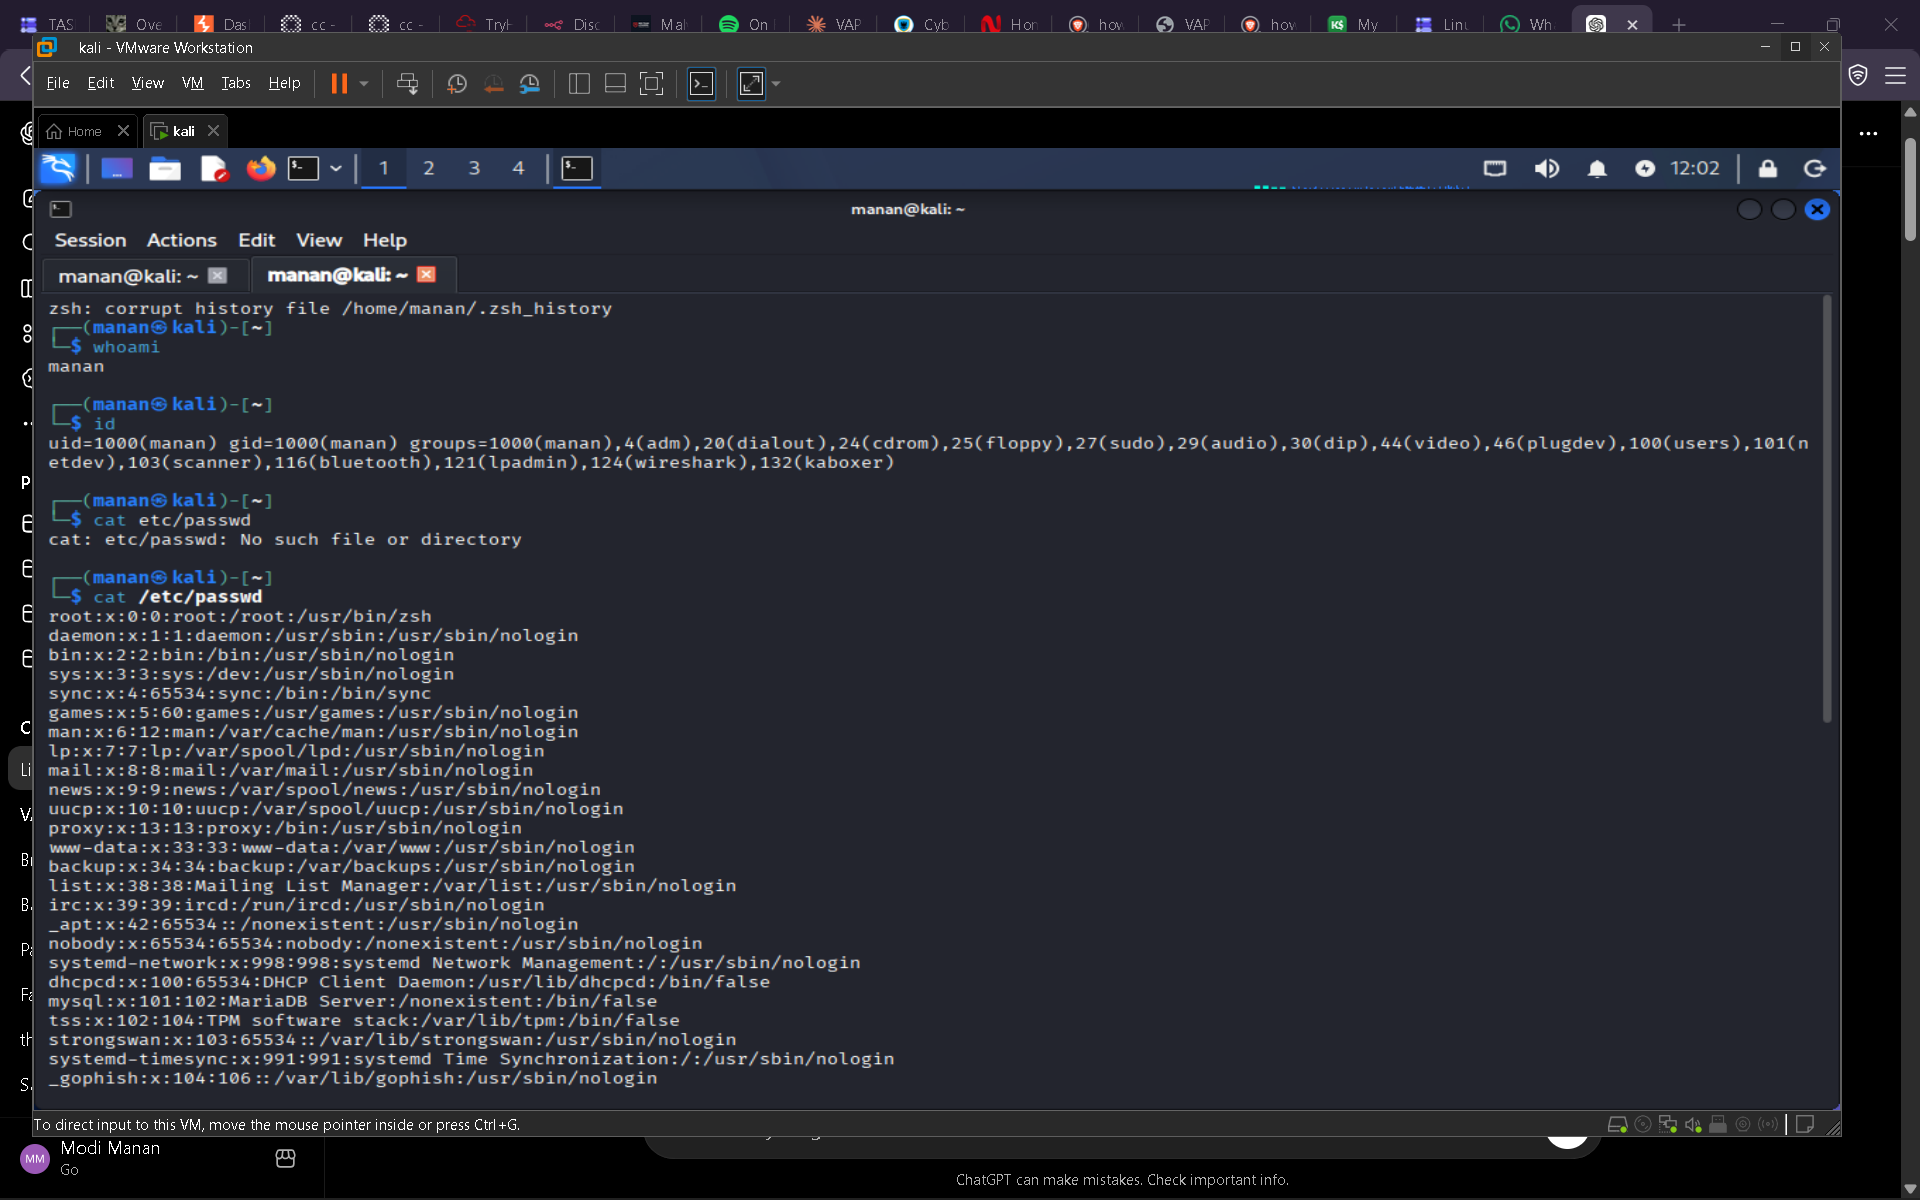 TAS
Ove
Das
cc -
cc -
Disc
On
VAP
Cyb
how
VAP
how
My
kali - VMware Workstation
File Edit View VM Tabs Help
Home
kali
1 2 3 4
12:02
manan@kali: ~
Session Actions Edit View Help
manan@kali: ~
manan@kali: ~
zsh: corrupt history file /home/manan/.zsh_history
┌──(manan㉿kali)-[~]
└─$ whoami
manan
┌──(manan㉿kali)-[~]
└─$ id
uid=1000(manan) gid=1000(manan) groups=1000(manan),4(adm),20(dialout),24(cdrom),25(floppy),27(sudo),29(audio),30(dip),44(video),46(plugdev),100(users),101(n
etdev),103(scanner),116(bluetooth),121(lpadmin),124(wireshark),132(kaboxer)
┌──(manan㉿kali)-[~]
└─$ cat etc/passwd
cat: etc/passwd: No such file or directory
┌──(manan㉿kali)-[~]
└─$ cat /etc/passwd
root:x:0:0:root:/root:/usr/bin/zsh
daemon:x:1:1:daemon:/usr/sbin:/usr/sbin/nologin
bin:x:2:2:bin:/bin:/usr/sbin/nologin
sys:x:3:3:sys:/dev:/usr/sbin/nologin
sync:x:4:65534:sync:/bin:/bin/sync
games:x:5:60:games:/usr/games:/usr/sbin/nologin
man:x:6:12:man:/var/cache/man:/usr/sbin/nologin
lp:x:7:7:lp:/var/spool/lpd:/usr/sbin/nologin
mail:x:8:8:mail:/var/mail:/usr/sbin/nologin
news:x:9:9:news:/var/spool/news:/usr/sbin/nologin
uucp:x:10:10:uucp:/var/spool/uucp:/usr/sbin/nologin
proxy:x:13:13:proxy:/bin:/usr/sbin/nologin
www-data:x:33:33:www-data:/var/www:/usr/sbin/nologin
backup:x:34:34:backup:/var/backups:/usr/sbin/nologin
list:x:38:38:Mailing List Manager:/var/list:/usr/sbin/nologin
irc:x:39:39:ircd:/run/ircd:/usr/sbin/nologin
_apt:x:42:65534::/nonexistent:/usr/sbin/nologin
nobody:x:65534:65534:nobody:/nonexistent:/usr/sbin/nologin
systemd-network:x:998:998:systemd Network Management:/:/usr/sbin/nologin
dhcpcd:x:100:65534:DHCP Client Daemon:/usr/lib/dhcpcd:/bin/false
mysql:x:101:102:MariaDB Server:/nonexistent:/bin/false
tss:x:102:104:TPM software stack:/var/lib/tpm:/bin/false
strongswan:x:103:65534::/var/lib/strongswan:/usr/sbin/nologin
systemd-timesync:x:991:991:systemd Time Synchronization:/:/usr/sbin/nologin
_gophish:x:104:106::/var/lib/gophish:/usr/sbin/nologin
To direct input to this VM, move the mouse pointer inside or press Ctrl+G.
MM
Modi Manan
Go
ChatGPT can make mistakes. Check important info.